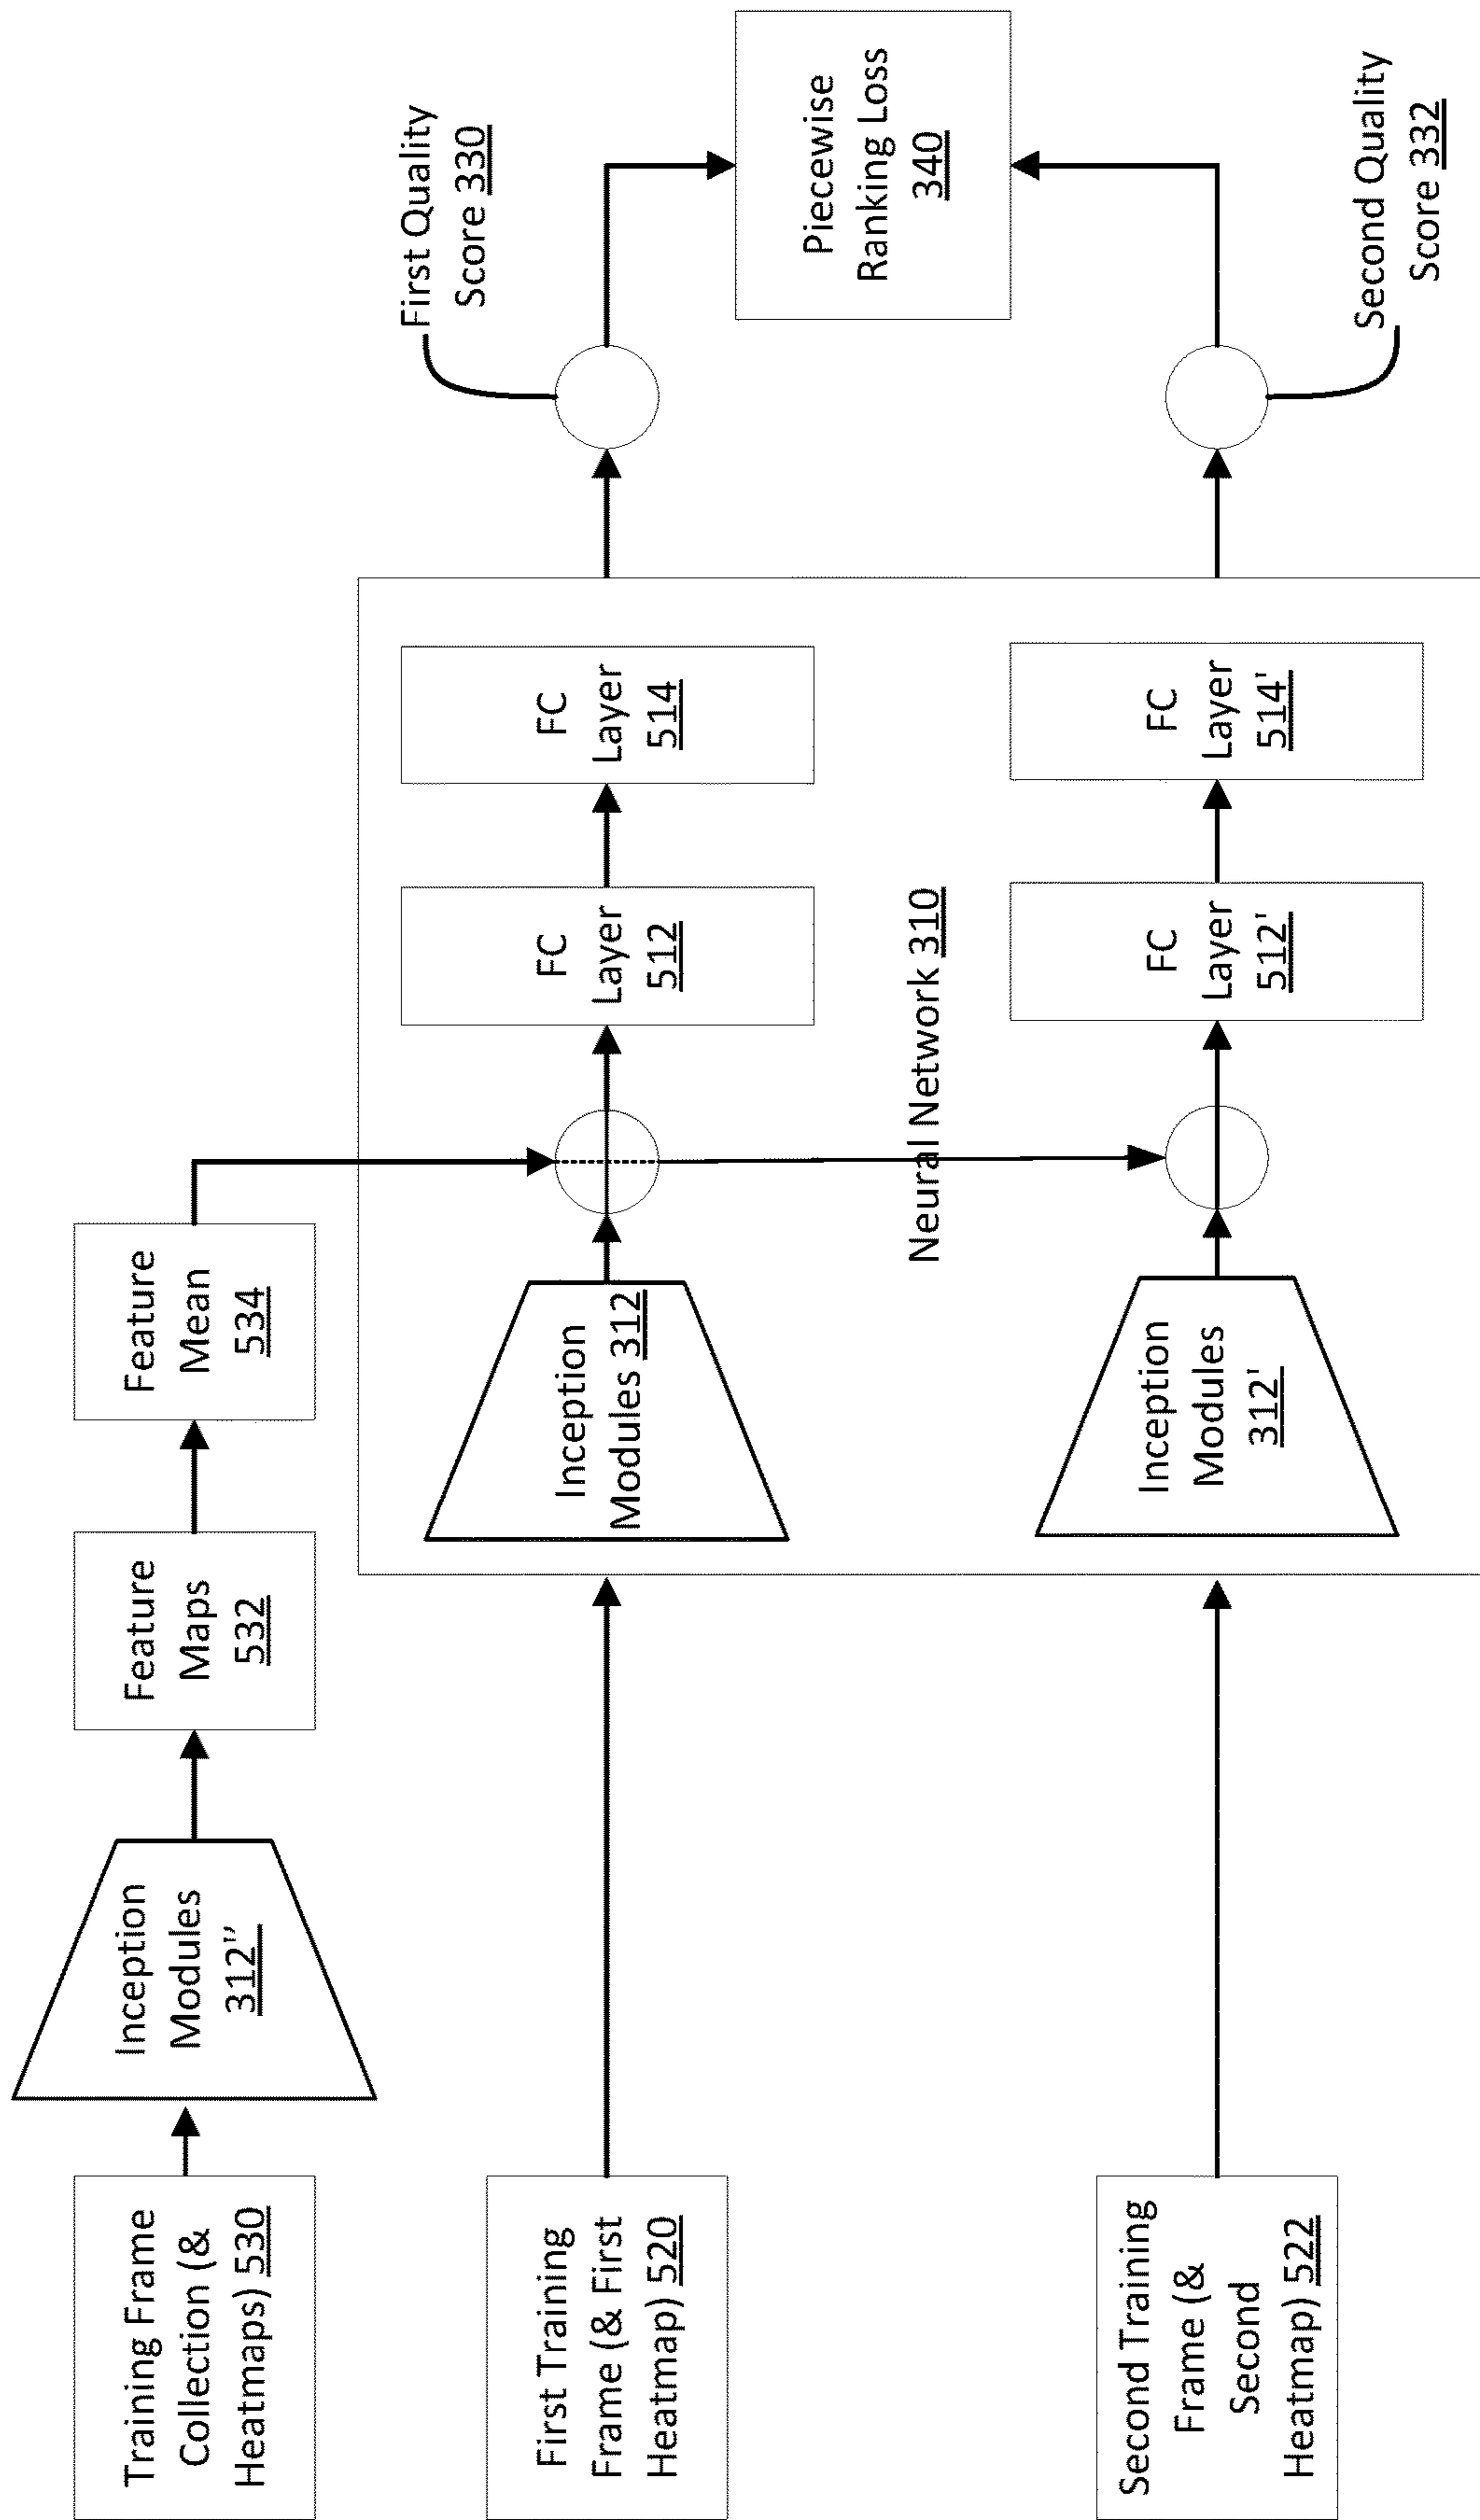 Training Frame
Collection (&
Heatmaps) 530
Inception
Modules
312''
Feature
Maps
532
Feature
Mean
534
First Training
Frame (& First
Heatmap) 520
Inception
Modules 312
FC
Layer
512
FC
Layer
514
First Quality
Score 330
Neural Network 310
Piecewise
Ranking Loss
340
Second Training
Frame (&
Second
Heatmap) 522
Inception
Modules
312'
FC
Layer
512'
FC
Layer
514'
Second Quality
Score 332